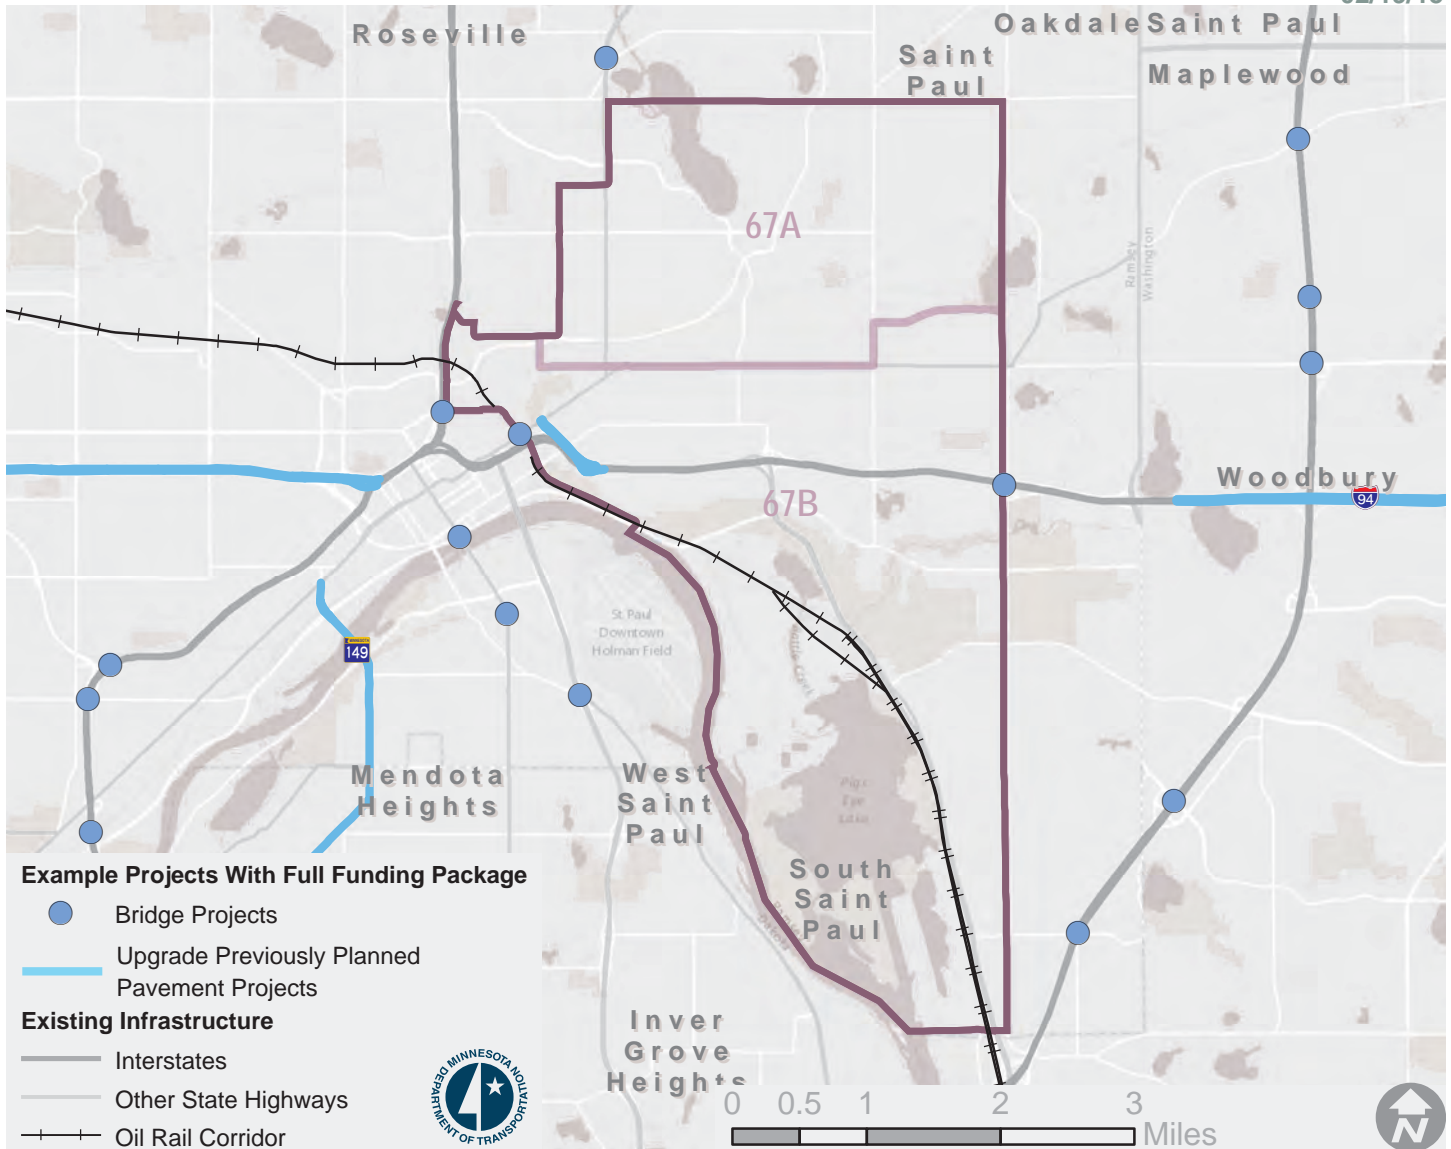 Roseville
Oakdale
Saint Paul
Saint
Paul
Maplewood
67A
Ramsey
Washington
Woodbury
94
67B
St Paul
Downtown
Holman Field
149
Mendota
Heights
West
Saint
Paul
Pigs
Eye
Lake
South
Saint
Paul
Inver
Grove
Heights
Example Projects With Full Funding Package
Bridge Projects
Upgrade Previously Planned
Pavement Projects
Existing Infrastructure
Interstates
Other State Highways
Oil Rail Corridor
MINNESOTA
DEPARTMENT OF TRANSPORTATION
0 0.5 1 2 3
Miles
N